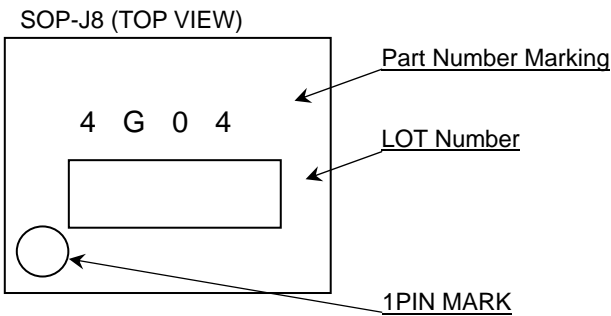 SOP-J8 (TOP VIEW)
Part Number Marking
4 G 0 4
LOT Number
1PIN MARK